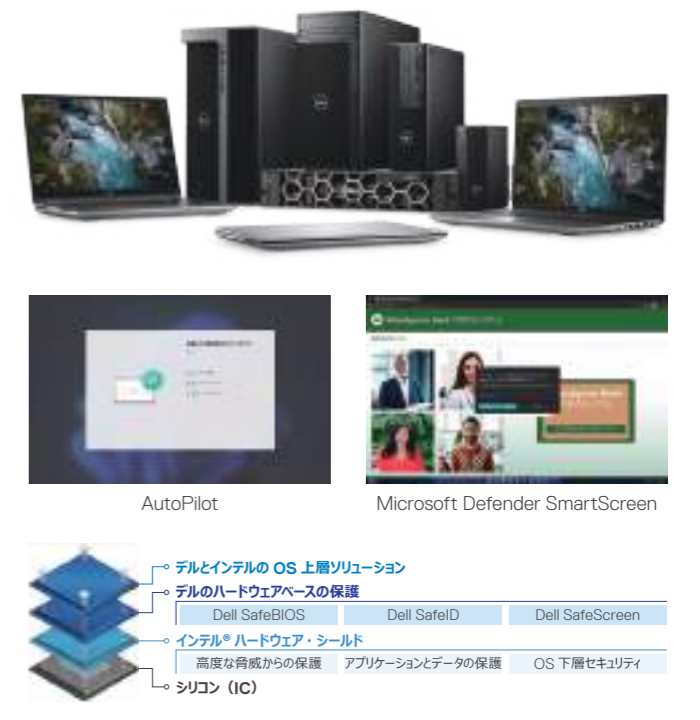 AutoPilot
Microsoft Defender SmartScreen
デルとインテルの OS 上層ソリューション
デルのハードウェアベースの保護
Dell SafeBIOS
Dell SafeID
Dell SafeScreen
インテル® ハードウェア・シールド
高度な脅威からの保護
アプリケーションとデータの保護
OS 下層セキュリティ
シリコン（IC）